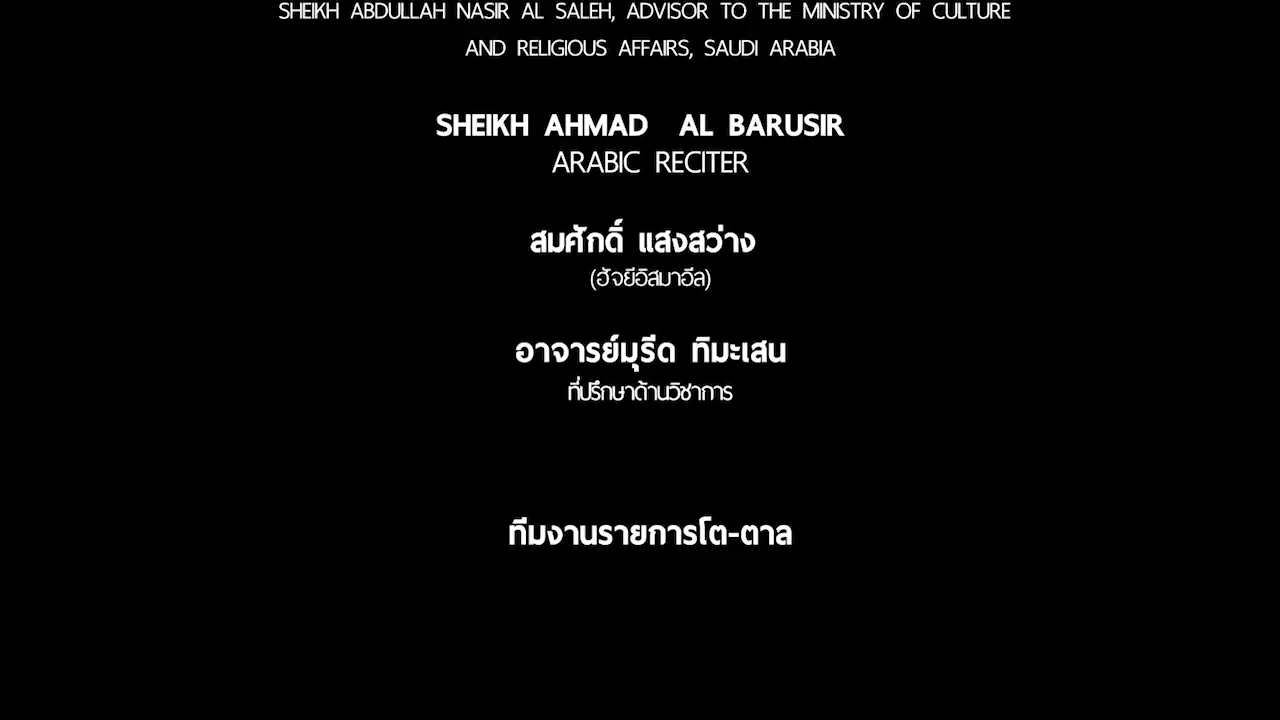 SHEIKH ABDULLAH NASIR AL SALEH, ADVISOR TO THE MINISTRY OF CULTURE
AND RELIGIOUS AFFAIRS, SAUDI ARABIA
SHEIKH AHMAD AL BARUSIR
ARABIC RECITER
สมศักดิ์ แสงสว่าง
(ฮัจยีอิสมาอีล)
อาจารย์มุรีด ทิมะเสน
ที่ปรึกษาด้านวิชาการ
ทีมงานรายการโต-ตาล